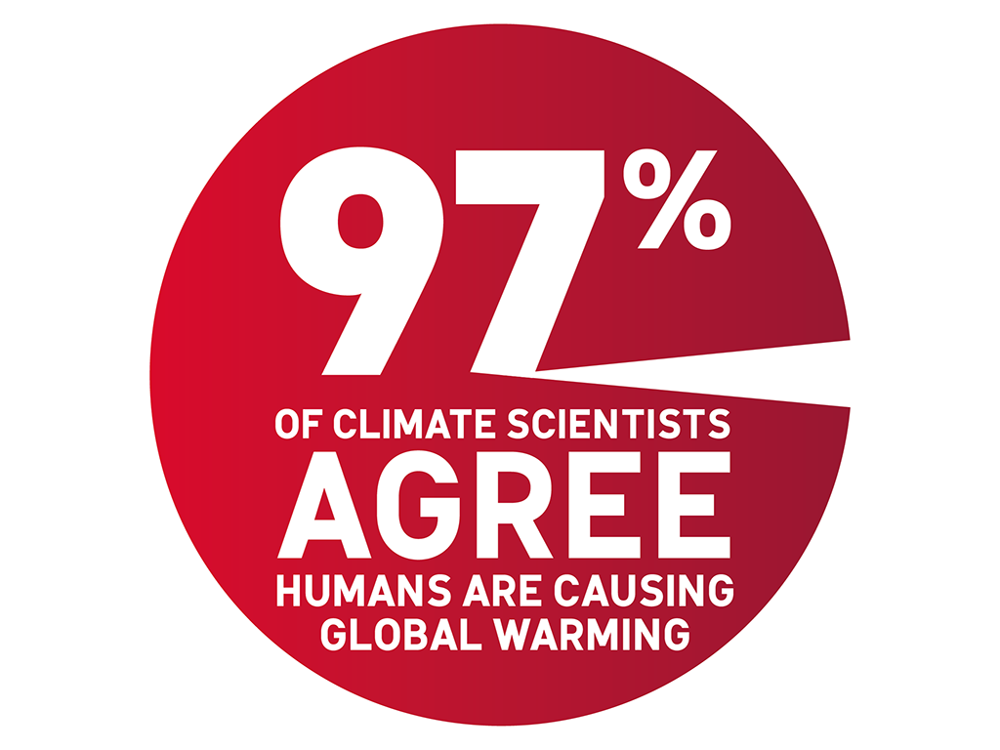 97%
OF CLIMATE SCIENTISTS
AGREE
HUMANS ARE CAUSING
GLOBAL WARMING